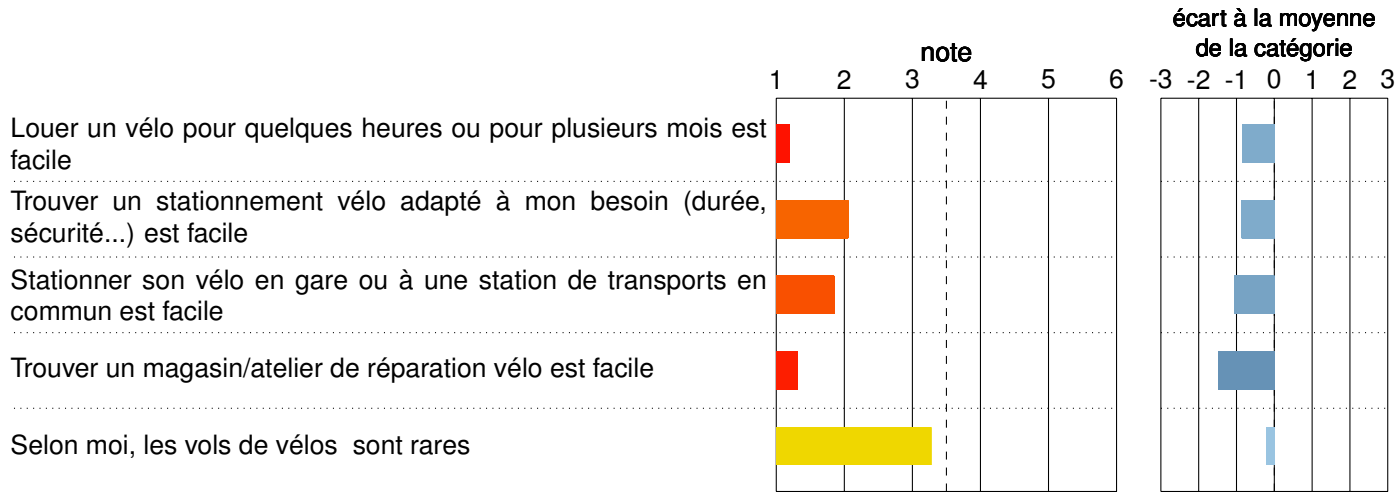 écart à la moyenne
de la catégorie
note
1 2 3 4 5 6
-3 -2 -1 0 1 2 3
Louer un vélo pour quelques heures ou pour plusieurs mois est
facile
Trouver un stationnement vélo adapté à mon besoin (durée,
sécurité...) est facile
Stationner son vélo en gare ou à une station de transports en
commun est facile
Trouver un magasin/atelier de réparation vélo est facile
Selon moi, les vols de vélos sont rares